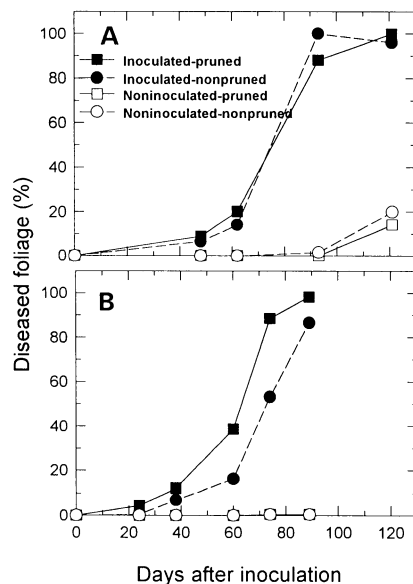 A
Inoculated-pruned
Inoculated-nonpruned
Noninoculated-pruned
Noninoculated-nonpruned
100
80
60
40
20
0
B
100
80
60
40
20
0
0 20 40 60 80 100 120
Diseased foliage (%)
Days after inoculation